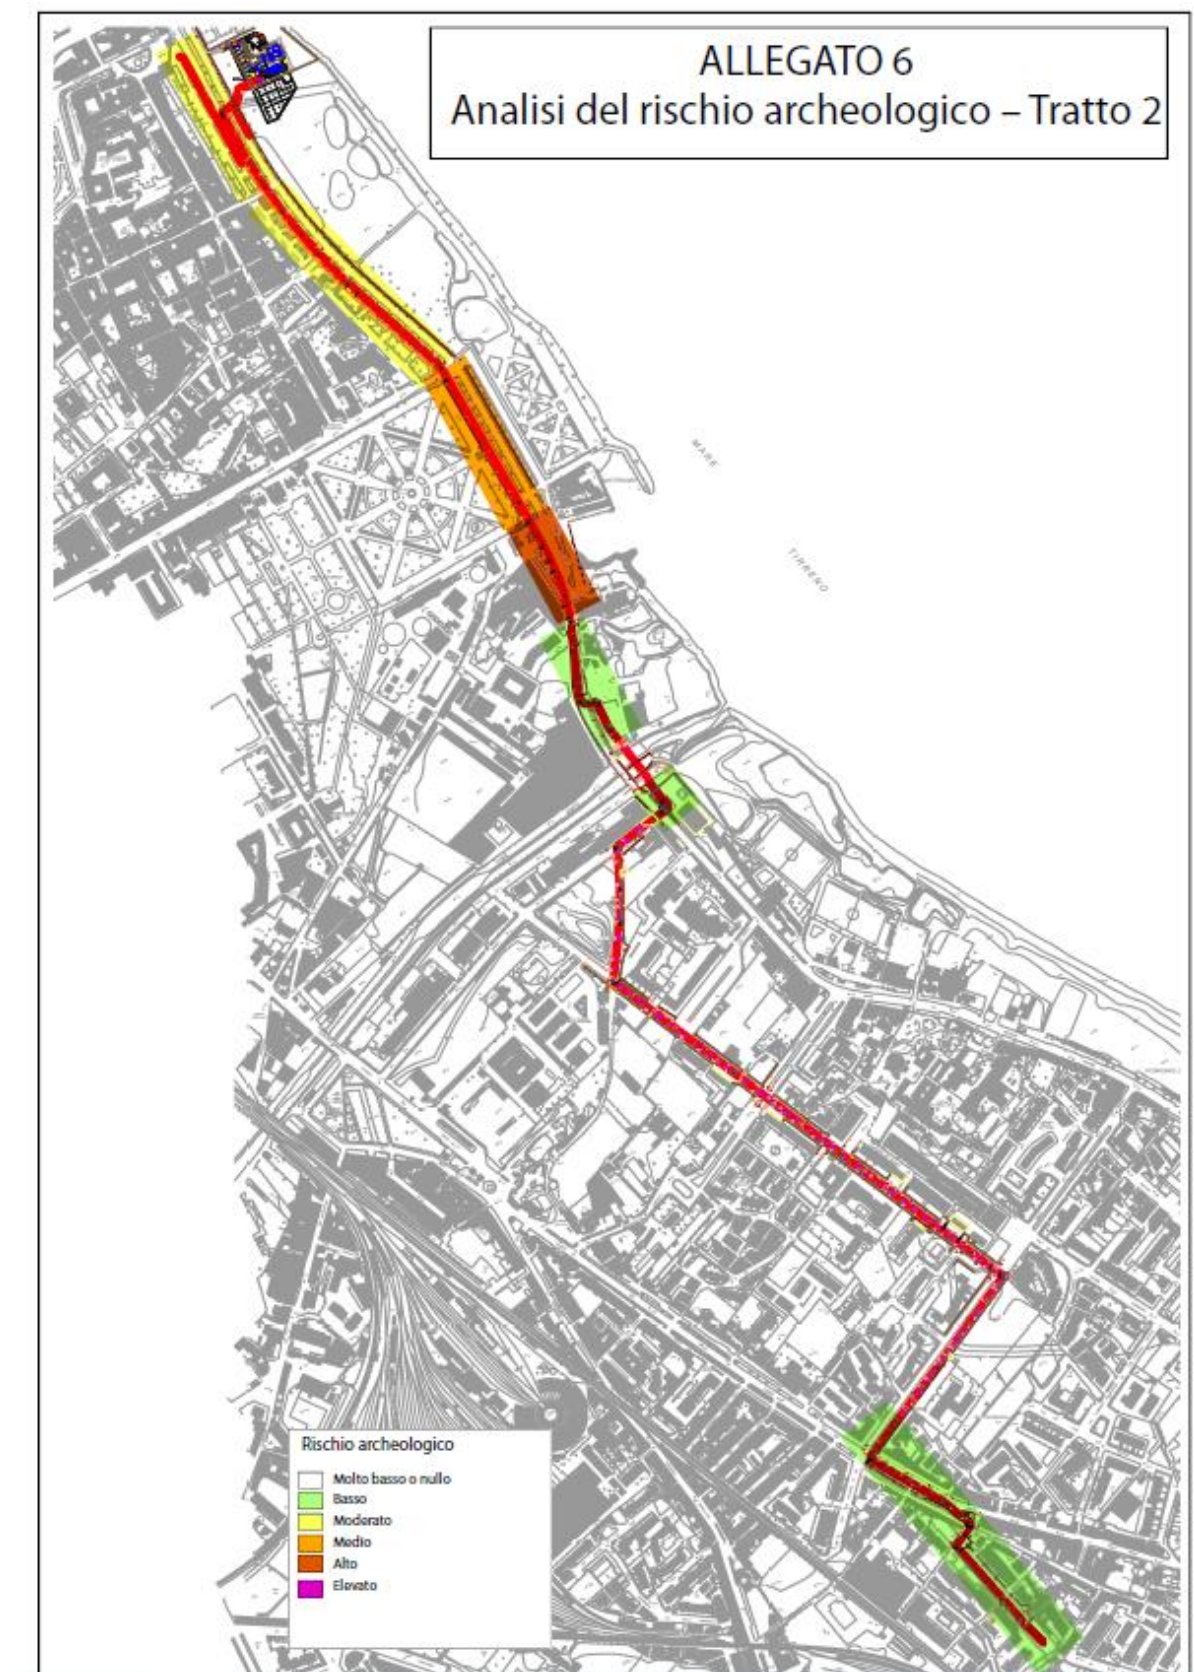 ALLEGATO 6
Analisi del rischio archeologico – Tratto 2
MARE
TIRRENO
Rischio archeologico
Molto basso o nullo
Basso
Moderato
Medio
Alto
Elevato